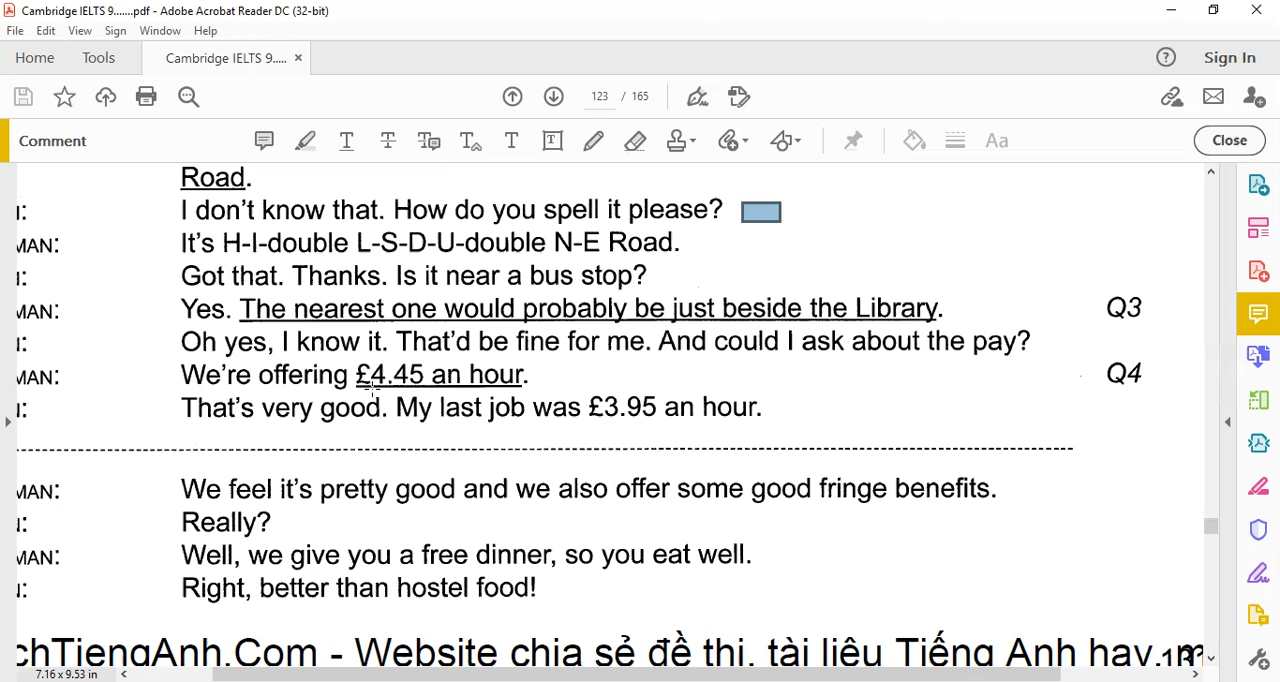 Cambridge IELTS 9.......pdf - Adobe Acrobat Reader DC (32-bit)
File Edit View Sign Window Help
Home Tools Cambridge IELTS 9..... × ? Sign In
123 / 165
Comment Aa Close
Road.
I don't know that. How do you spell it please?
MAN: It's H-I-double L-S-D-U-double N-E Road.
Got that. Thanks. Is it near a bus stop?
MAN: Yes. The nearest one would probably be just beside the Library. Q3
Oh yes, I know it. That'd be fine for me. And could I ask about the pay?
MAN: We're offering £4.45 an hour. Q4
That's very good. My last job was £3.95 an hour.
MAN: We feel it's pretty good and we also offer some good fringe benefits.
Really?
MAN: Well, we give you a free dinner, so you eat well.
Right, better than hostel food!
chTiengAnh.Com - Website chia sẻ đề thi, tài liệu Tiếng Anh hay,
7.16 x 9.53 in